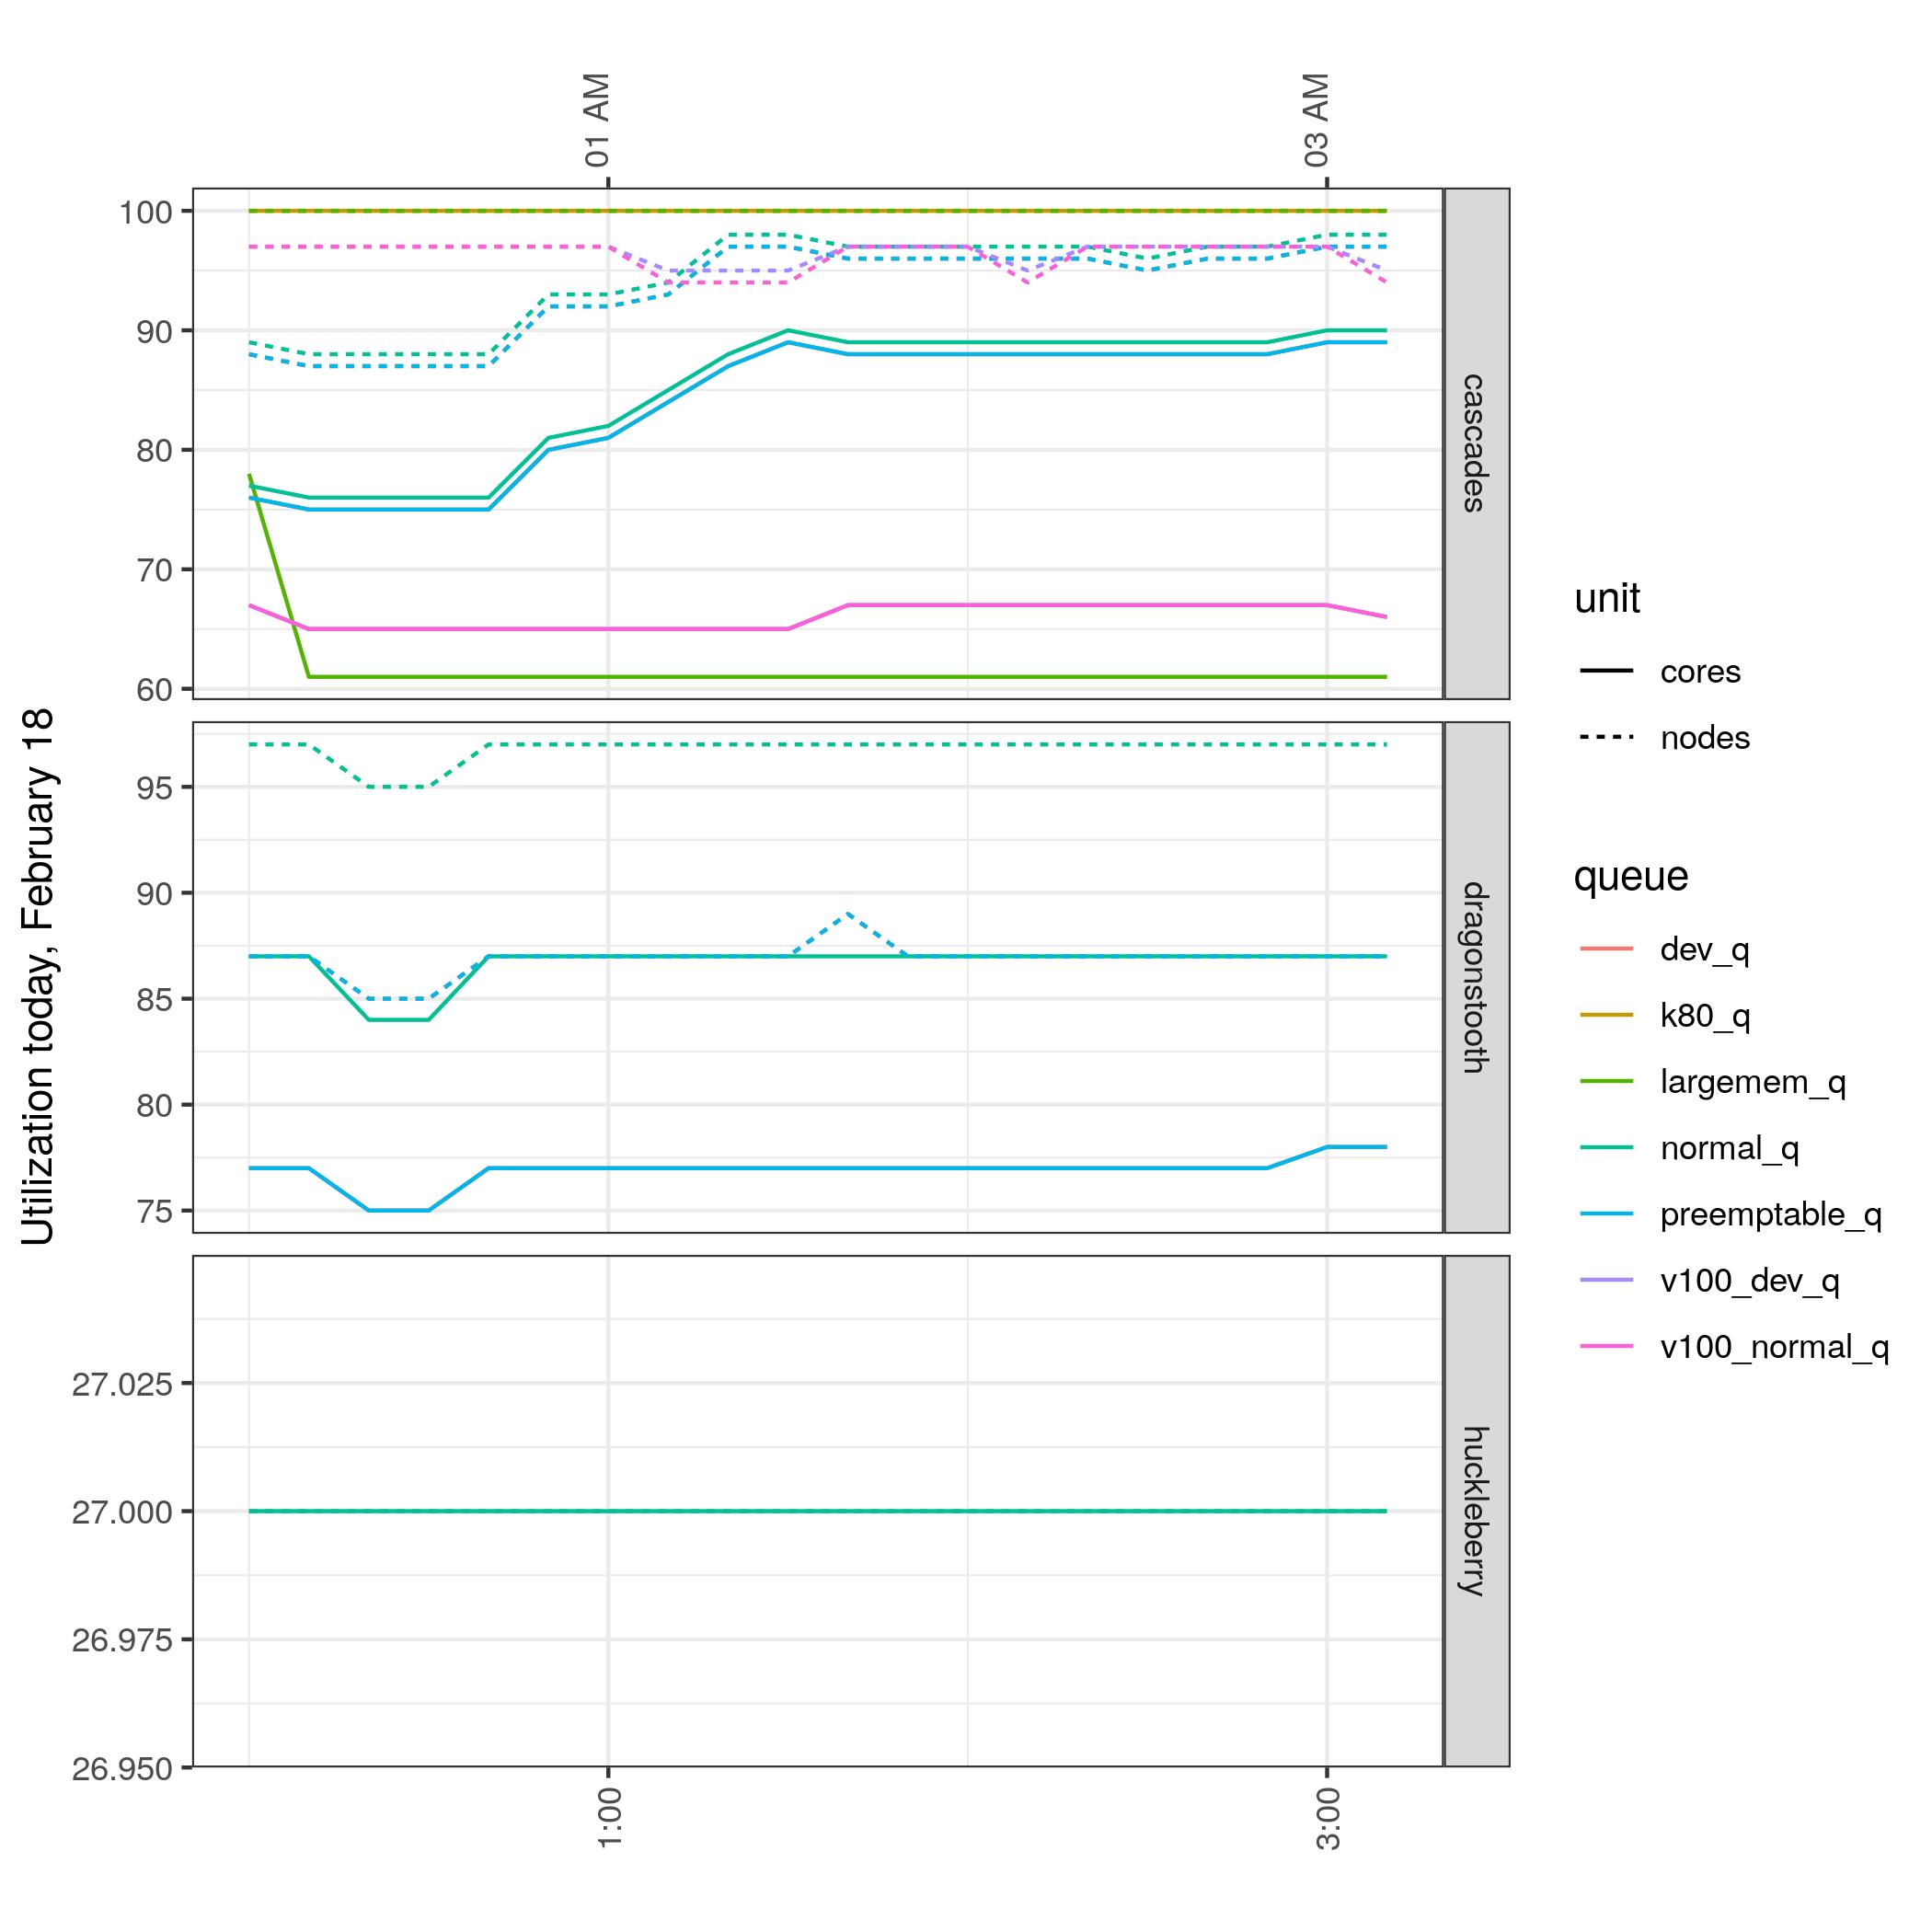 01 AM
03 AM
Utilization today, February 18
100
90
80
70
60
cascades
95
90
85
80
75
dragonstooth
27.025
27.000
26.975
26.950
huckleberry
1:00
3:00
unit
cores
nodes
queue
dev_q
k80_q
largemem_q
normal_q
preemptable_q
v100_dev_q
v100_normal_q